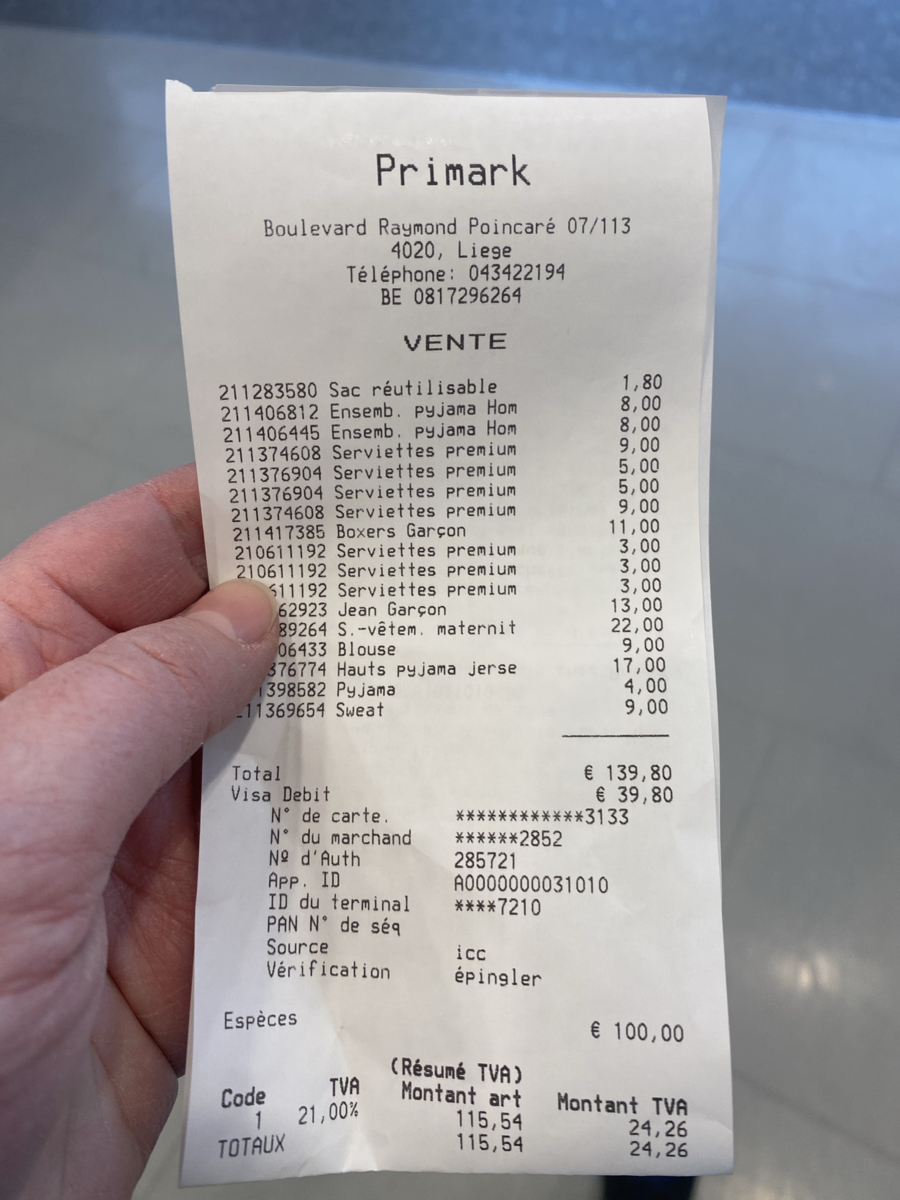 Primark
Boulevard Raymond Poincaré 07/113
4020, Liege
Téléphone: 043422194
BE 0817296264
VENTE
211283580 Sac réutilisable 1,80
211406812 Ensemb. pyjama Hom 8,00
211406445 Ensemb. pyjama Hom 8,00
211374608 Serviettes premium 9,00
211376904 Serviettes premium 5,00
211376904 Serviettes premium 5,00
211374608 Serviettes premium 9,00
211417385 Boxers Garçon 11,00
210611192 Serviettes premium 3,00
210611192 Serviettes premium 3,00
611192 Serviettes premium 3,00
62923 Jean Garçon 13,00
89264 S.-vêtem. maternit 22,00
06433 Blouse 9,00
376774 Hauts pyjama jerse 17,00
1398582 Pyjama 4,00
211369654 Sweat 9,00
Total € 139,80
Visa Debit € 39,80
N° de carte. ************3133
N° du marchand ******2852
Nº d'Auth 285721
App. ID A0000000031010
ID du terminal ****7210
PAN N° de séq
Source icc
Vérification épingler
Espèces € 100,00
(Résumé TVA)
Code TVA Montant art Montant TVA
1 21,00% 115,54 24,26
TOTAUX 115,54 24,26